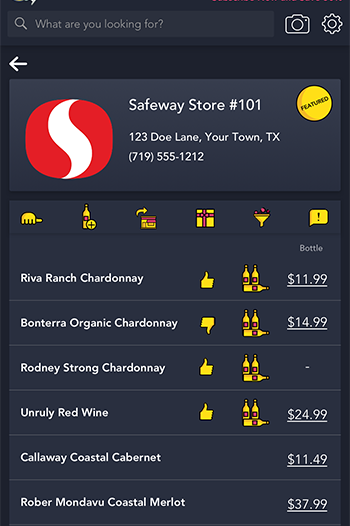 What are you looking for?
Safeway Store #101
FEATURED
123 Doe Lane, Your Town, TX
(719) 555-1212
Bottle
Riva Ranch Chardonnay $11.99
Bonterra Organic Chardonnay $14.99
Rodney Strong Chardonnay -
Unruly Red Wine $24.99
Callaway Coastal Cabernet $11.49
Rober Mondavu Coastal Merlot $37.99